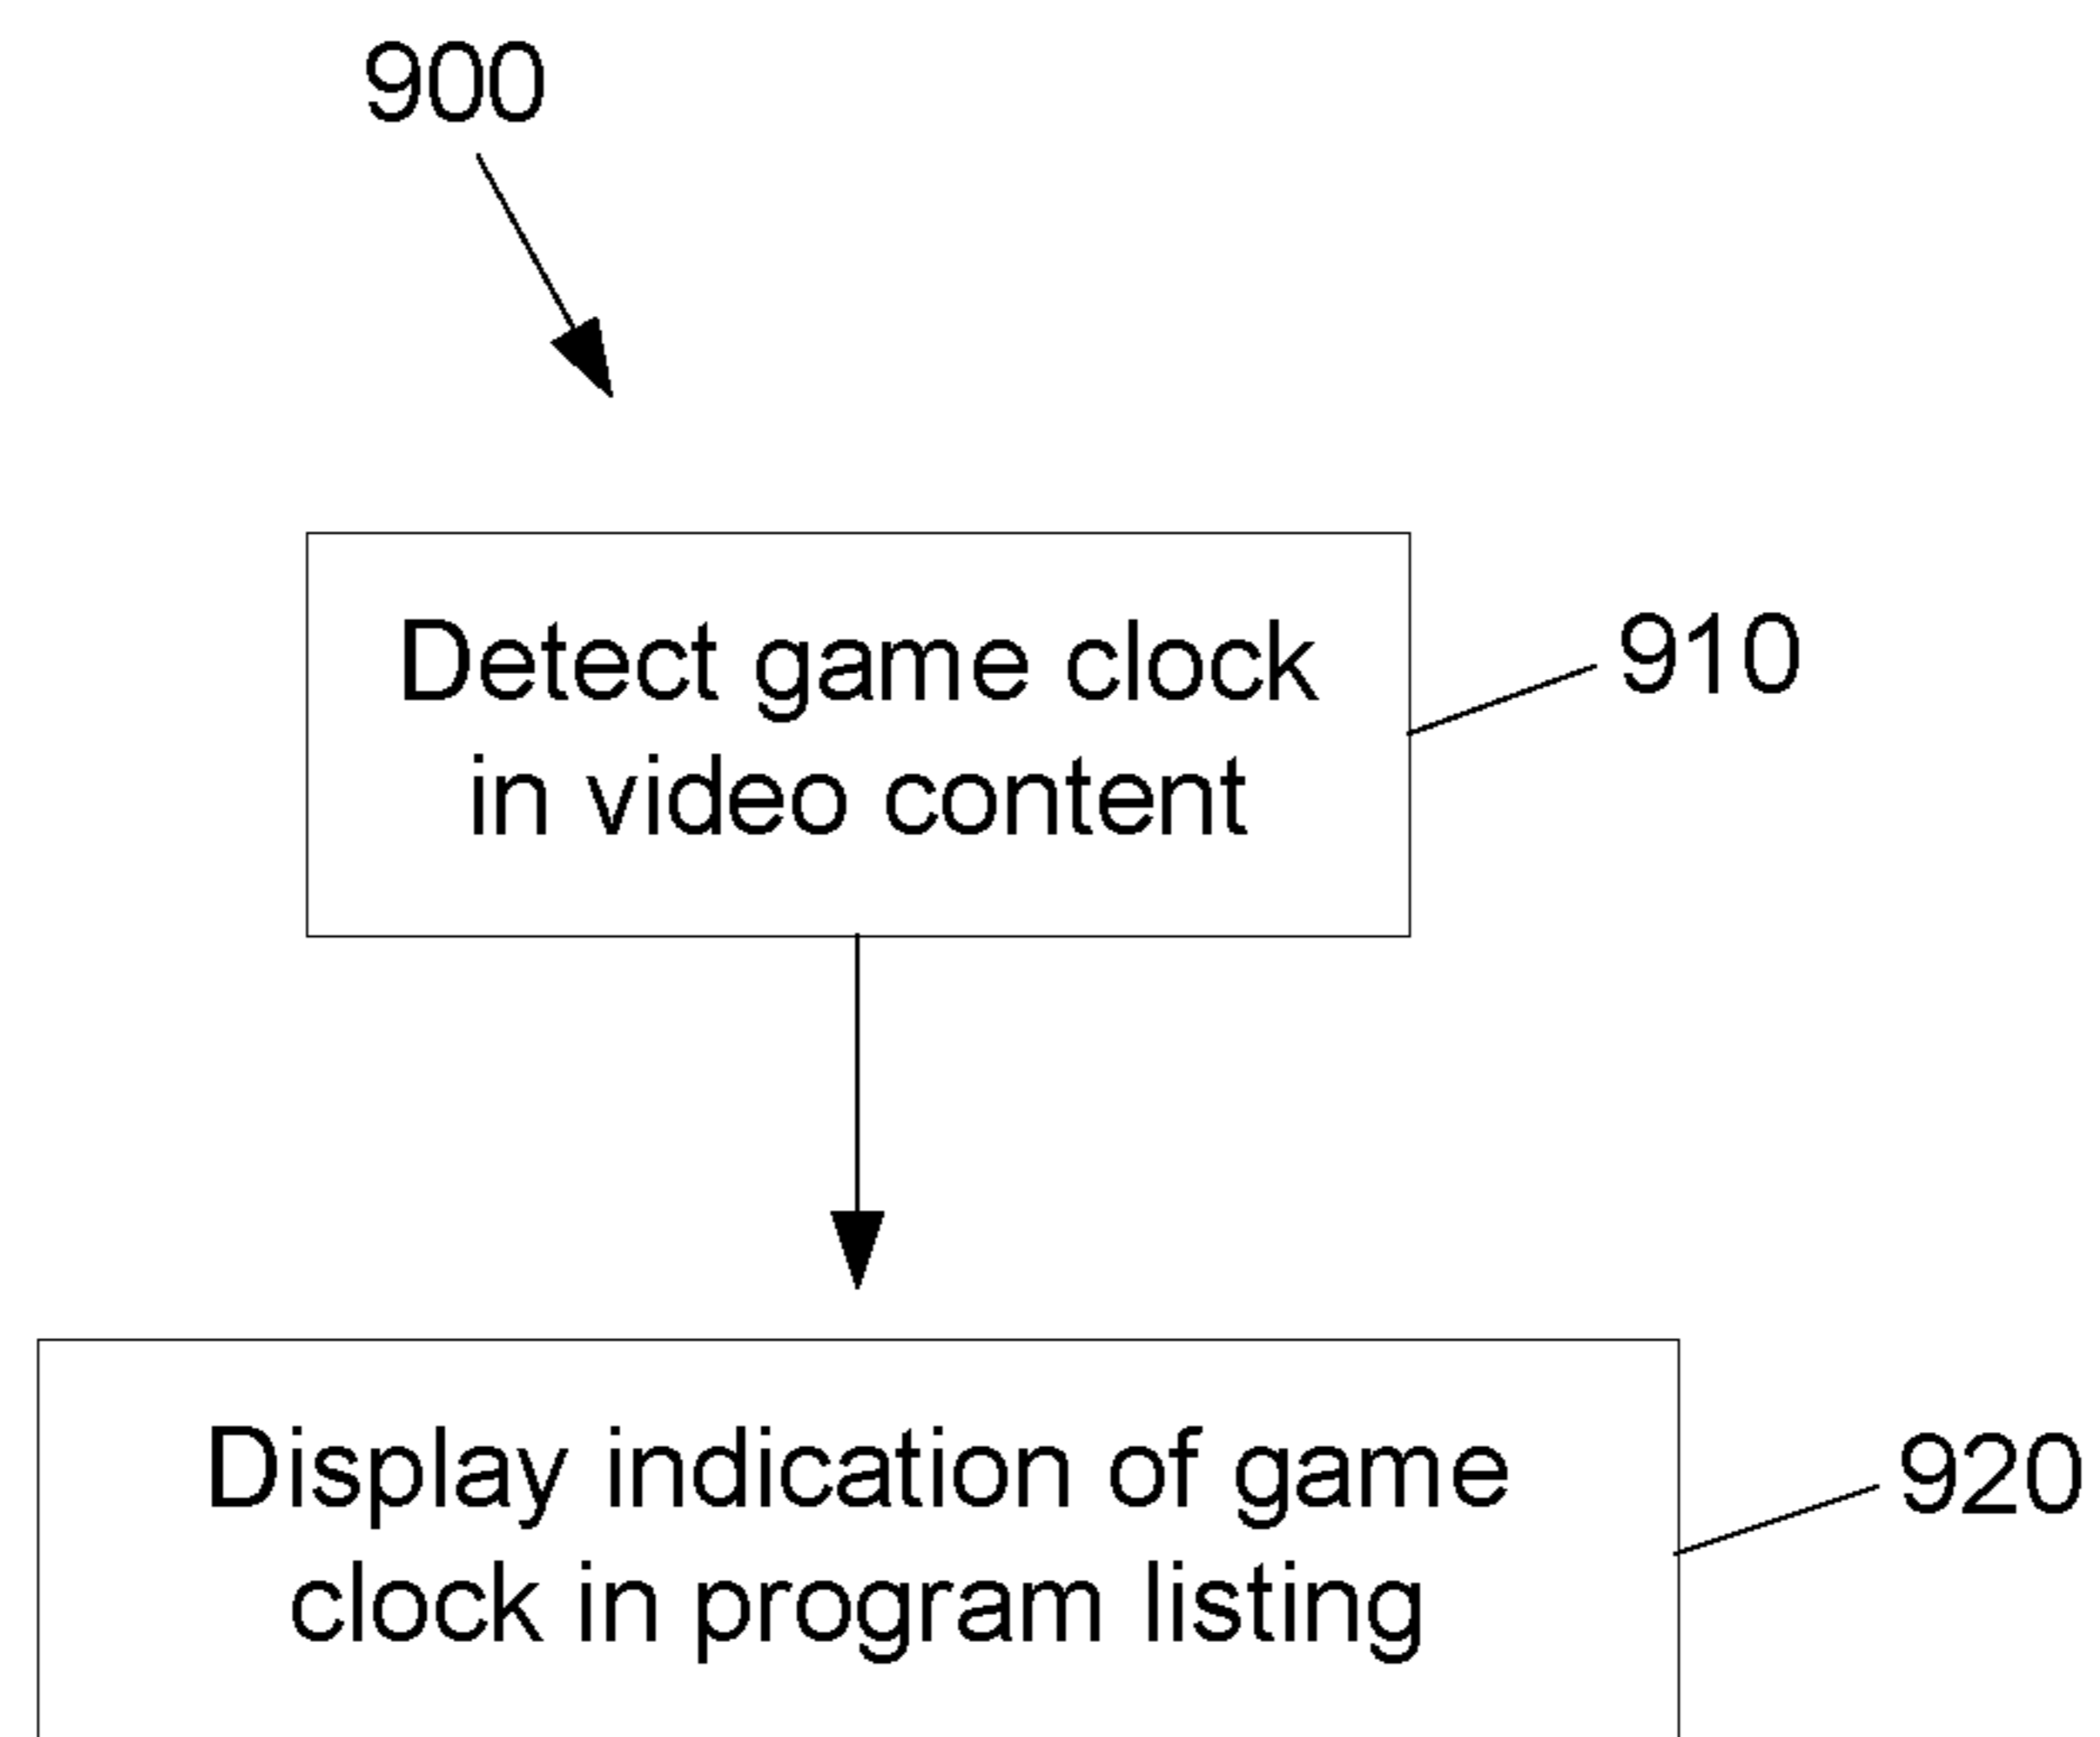 900
Detect game clock
in video content
910
Display indication of game
clock in program listing
920